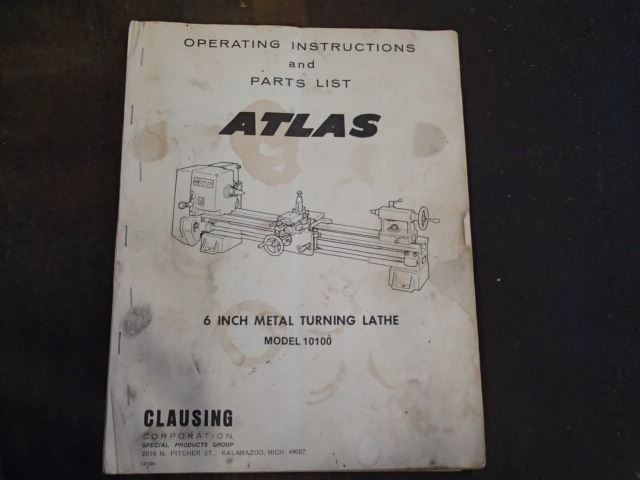 OPERATING INSTRUCTIONS
and
PARTS LIST
ATLAS
6 INCH METAL TURNING LATHE
MODEL 10100
CLAUSING
CORPORATION
SPECIAL PRODUCTS GROUP
2019 N. PITCHER ST., KALAMAZOO, MICH. 49007